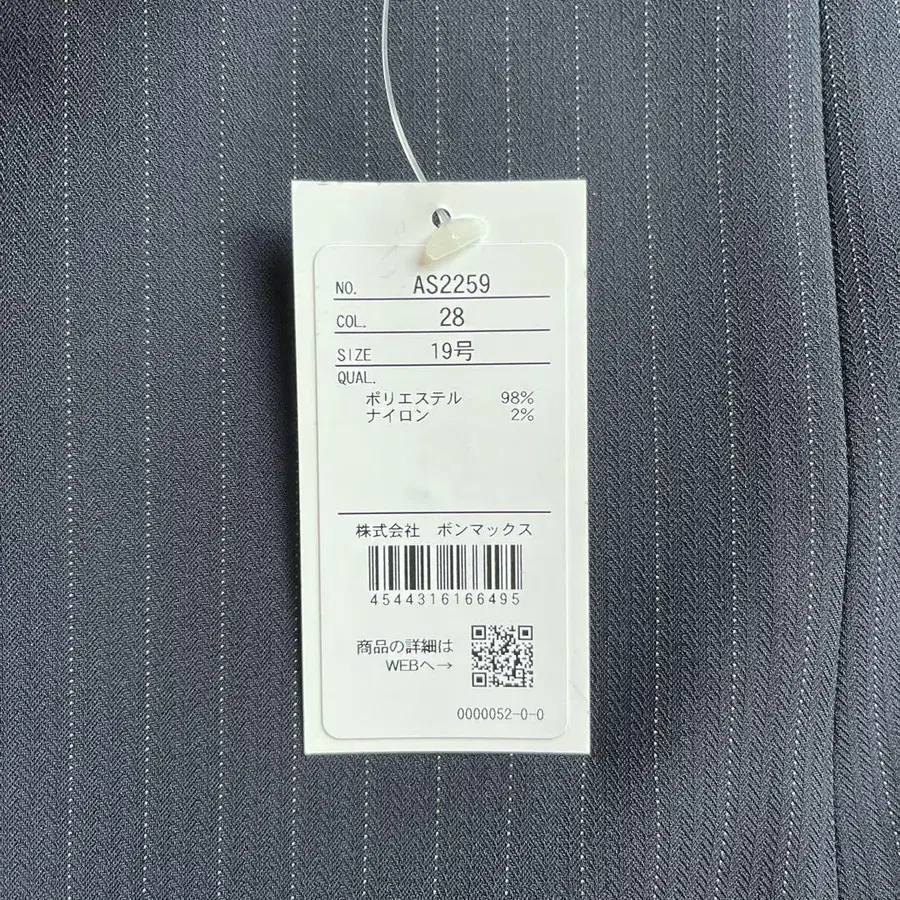 NO. AS2259
COL. 28
SIZE 19号
QUAL.
ポリエステル 98%
ナイロン 2%
株式会社 ボンマックス
4544316166495
商品の詳細は
WEBへ→
0000052-0-0